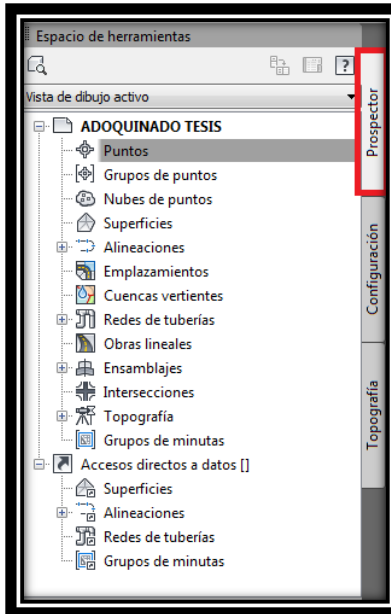 Espacio de herramientas
?
Vista de dibujo activo
ADOQUINADO TESIS
Puntos
Grupos de puntos
Nubes de puntos
Superficies
Alineaciones
Emplazamientos
Cuencas vertientes
Redes de tuberías
Obras lineales
Ensamblajes
Intersecciones
Topografía
Grupos de minutas
Accesos directos a datos []
Superficies
Alineaciones
Redes de tuberías
Grupos de minutas
Prospector
Configuración
Topografía